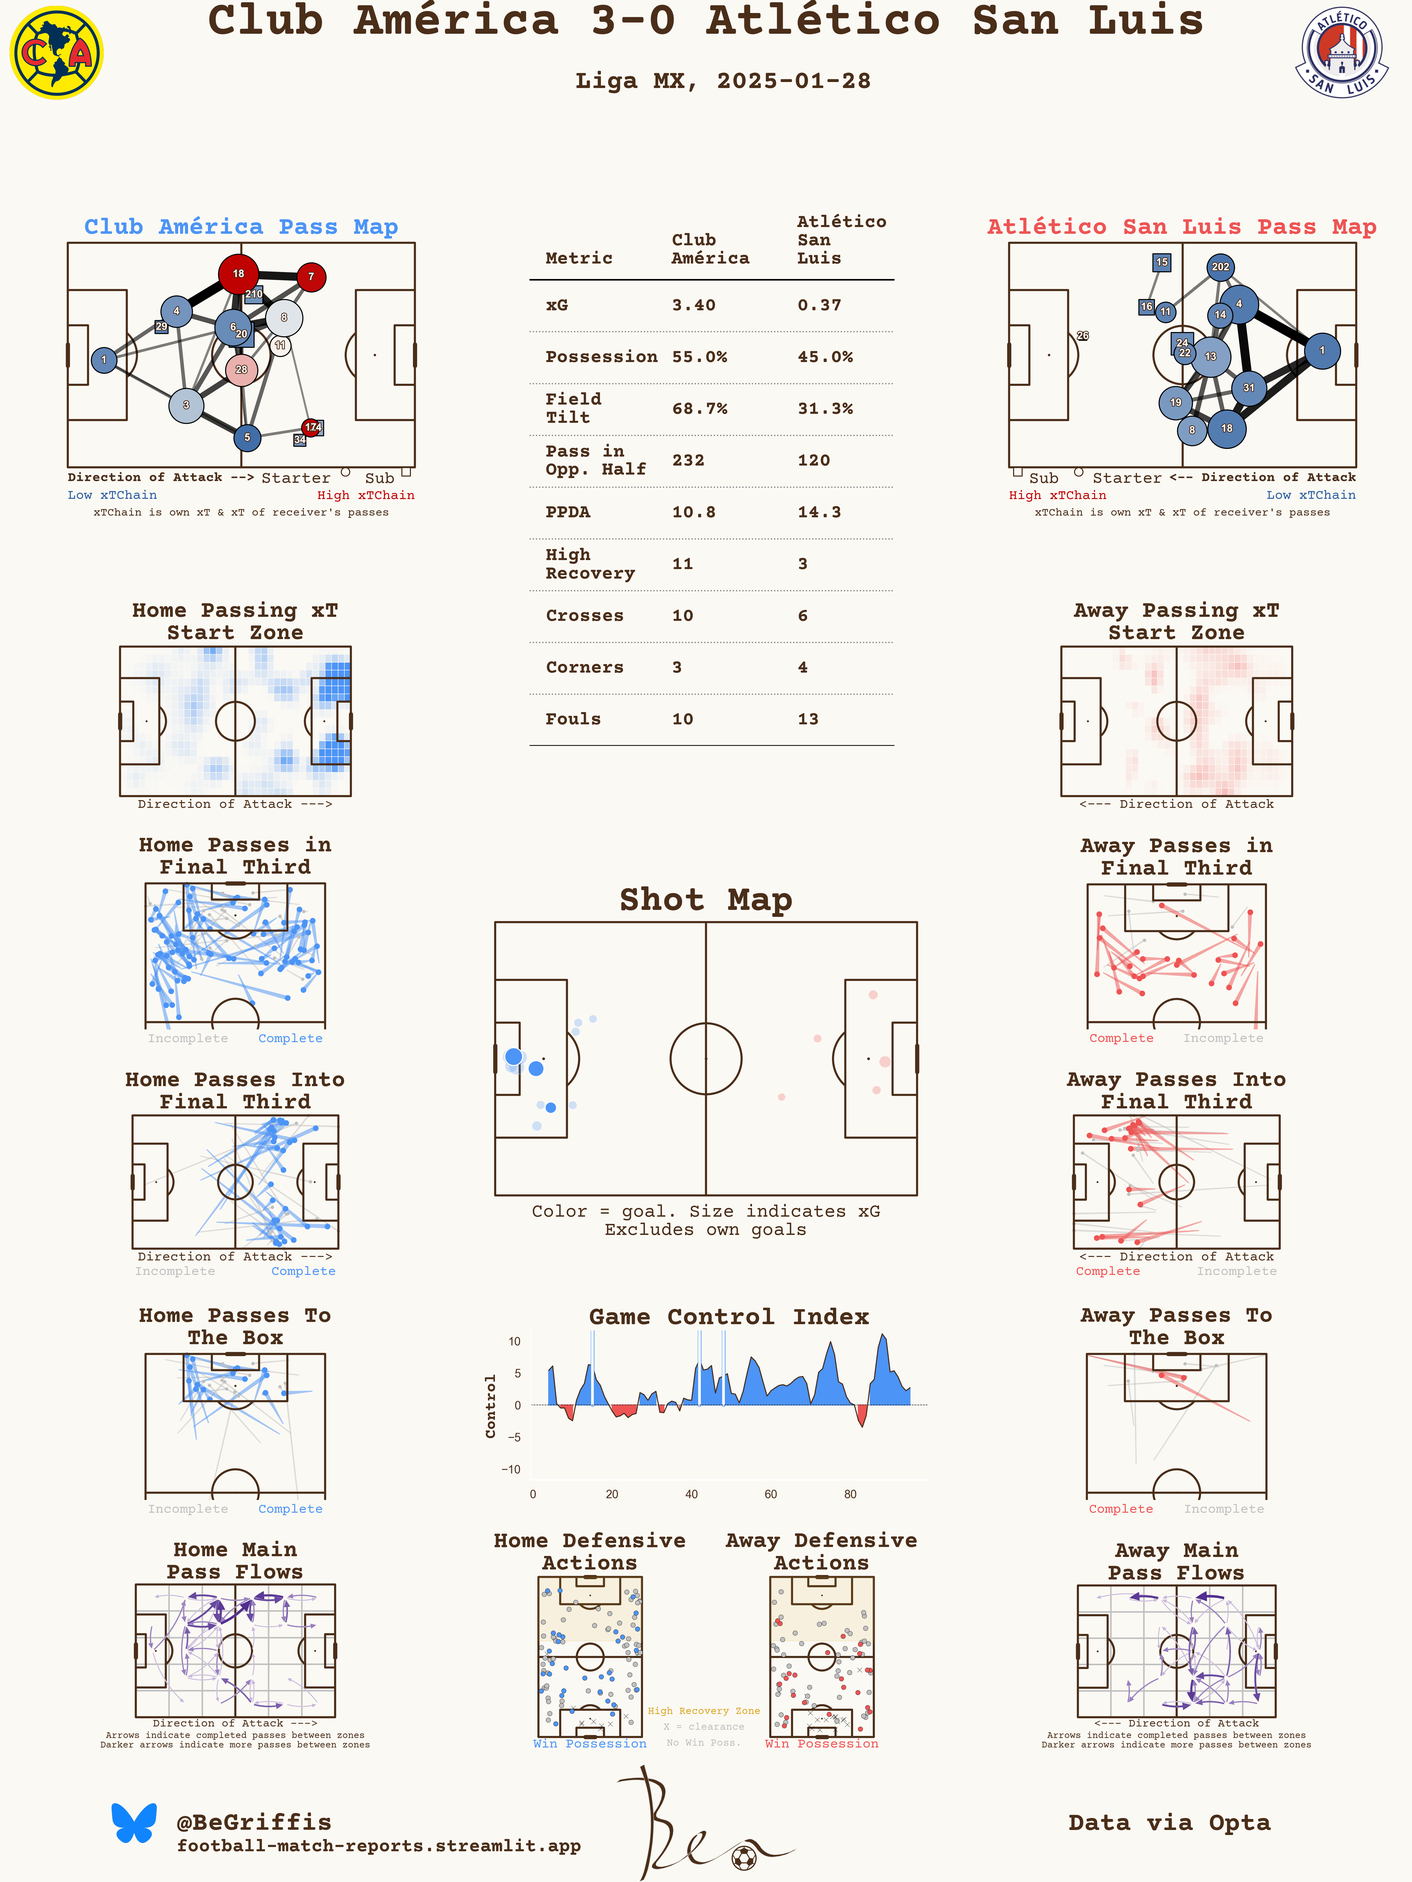 Club América 3-0 Atlético San Luis
Liga MX, 2025-01-28
CA
ATLÉTICO
SAN LUIS
Club América Pass Map
18
7
210
4
29
6
20
8
11
1
28
3
5
34
Direction of Attack --> Starter Sub
Low xTChain High xTChain
xTChain is own xT & xT of receiver's passes
Metric Club América Atlético San Luis
xG 3.40 0.37
Possession 55.0% 45.0%
Field Tilt 68.7% 31.3%
Pass in Opp. Half 232 120
PPDA 10.8 14.3
High Recovery 11 3
Crosses 10 6
Corners 3 4
Fouls 10 13
Atlético San Luis Pass Map
15
202
16
11
4
14
26
24
22
13
1
31
19
8
18
Sub Starter <-- Direction of Attack
High xTChain Low xTChain
xTChain is own xT & xT of receiver's passes
Home Passing xT
Start Zone
Direction of Attack --->
Away Passing xT
Start Zone
<--- Direction of Attack
Home Passes in
Final Third
Incomplete Complete
Away Passes in
Final Third
Complete Incomplete
Shot Map
Color = goal. Size indicates xG
Excludes own goals
Home Passes Into
Final Third
Direction of Attack --->
Incomplete Complete
Away Passes Into
Final Third
<--- Direction of Attack
Complete Incomplete
Home Passes To
The Box
Incomplete Complete
Game Control Index
Control
10
5
0
−5
−10
0 20 40 60 80
Away Passes To
The Box
Complete Incomplete
Home Main
Pass Flows
Direction of Attack --->
Arrows indicate completed passes between zones
Darker arrows indicate more passes between zones
Home Defensive
Actions
Win Possession
High Recovery Zone
X = clearance
No Win Poss.
Away Defensive
Actions
Win Possession
Away Main
Pass Flows
<--- Direction of Attack
Arrows indicate completed passes between zones
Darker arrows indicate more passes between zones
@BeGriffis
football-match-reports.streamlit.app
Ben
Data via Opta